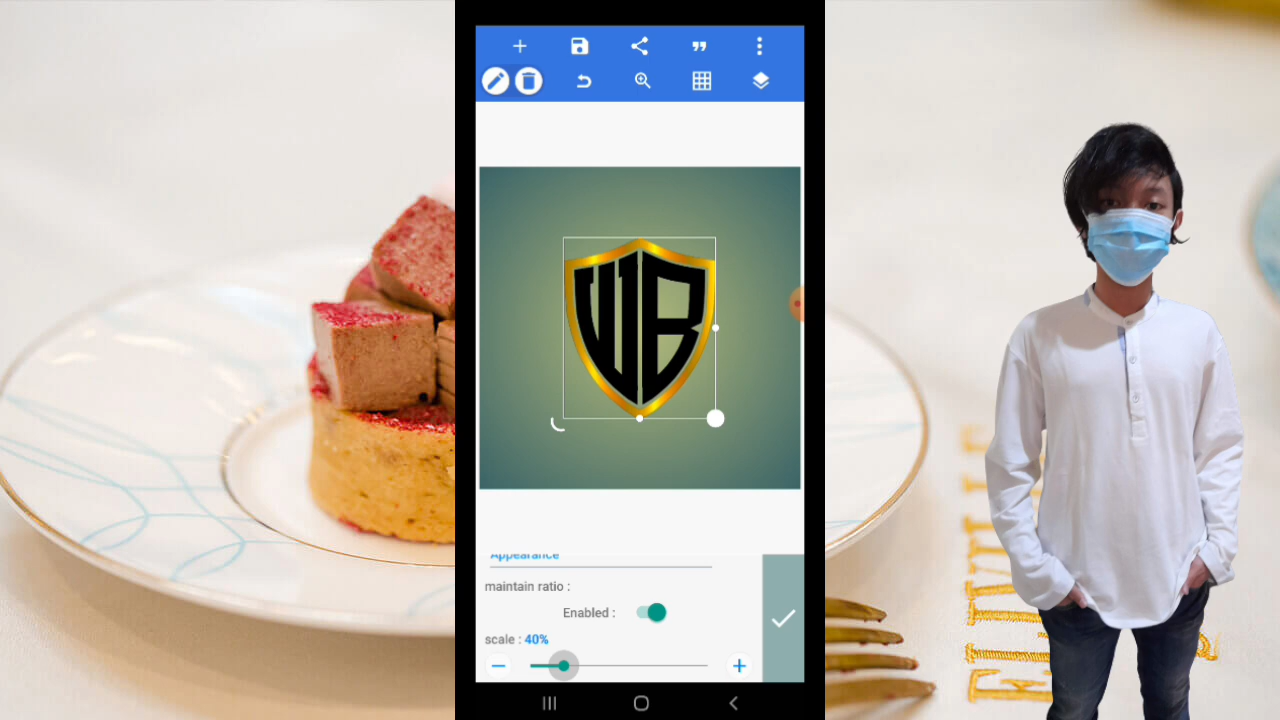 WB
Appearance
maintain ratio :
Enabled :
scale : 40%